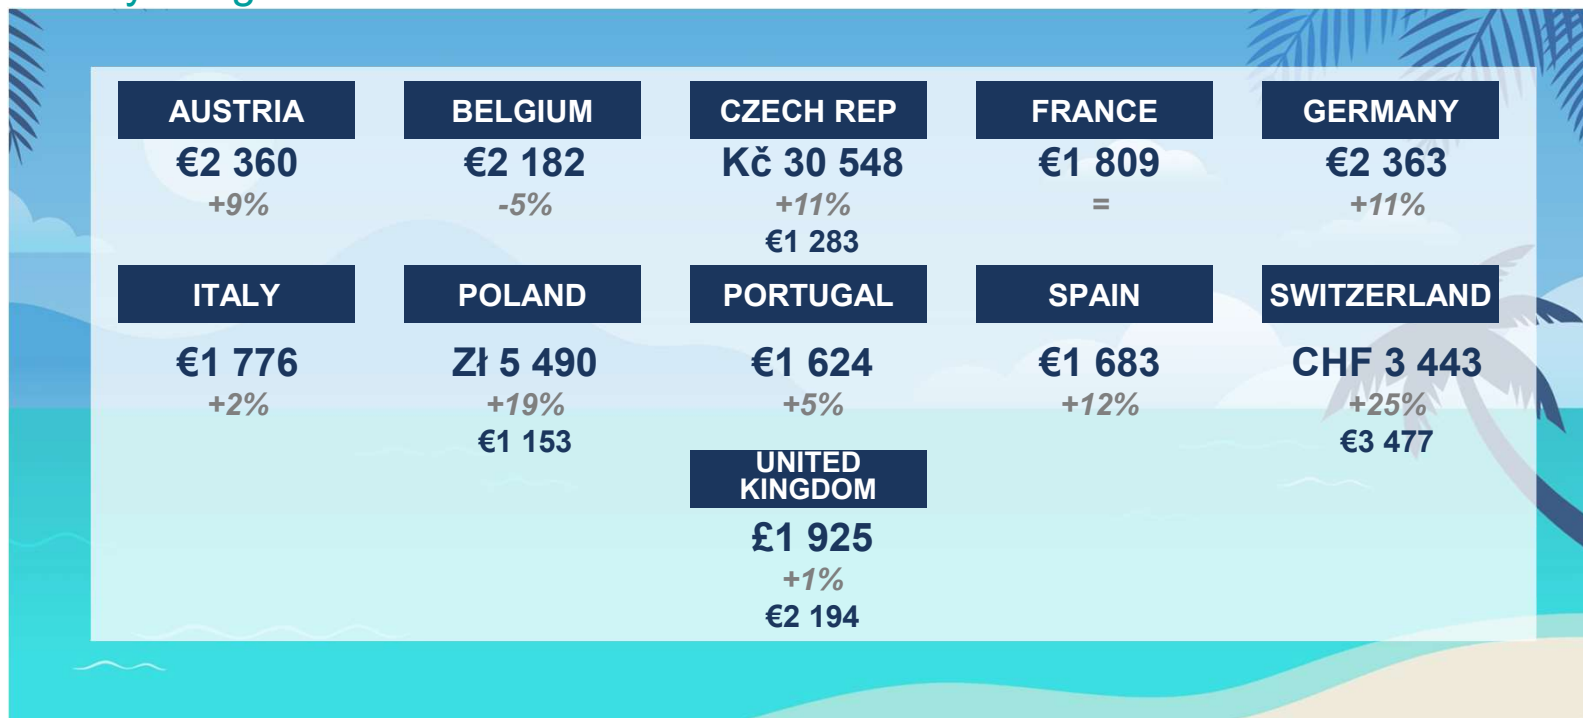 AUSTRIA
€2 360
+9%
BELGIUM
€2 182
-5%
CZECH REP
Kč 30 548
+11%
€1 283
FRANCE
€1 809
=
GERMANY
€2 363
+11%
ITALY
€1 776
+2%
POLAND
Zł 5 490
+19%
€1 153
PORTUGAL
€1 624
+5%
SPAIN
€1 683
+12%
SWITZERLAND
CHF 3 443
+25%
€3 477
UNITED
KINGDOM
£1 925
+1%
€2 194